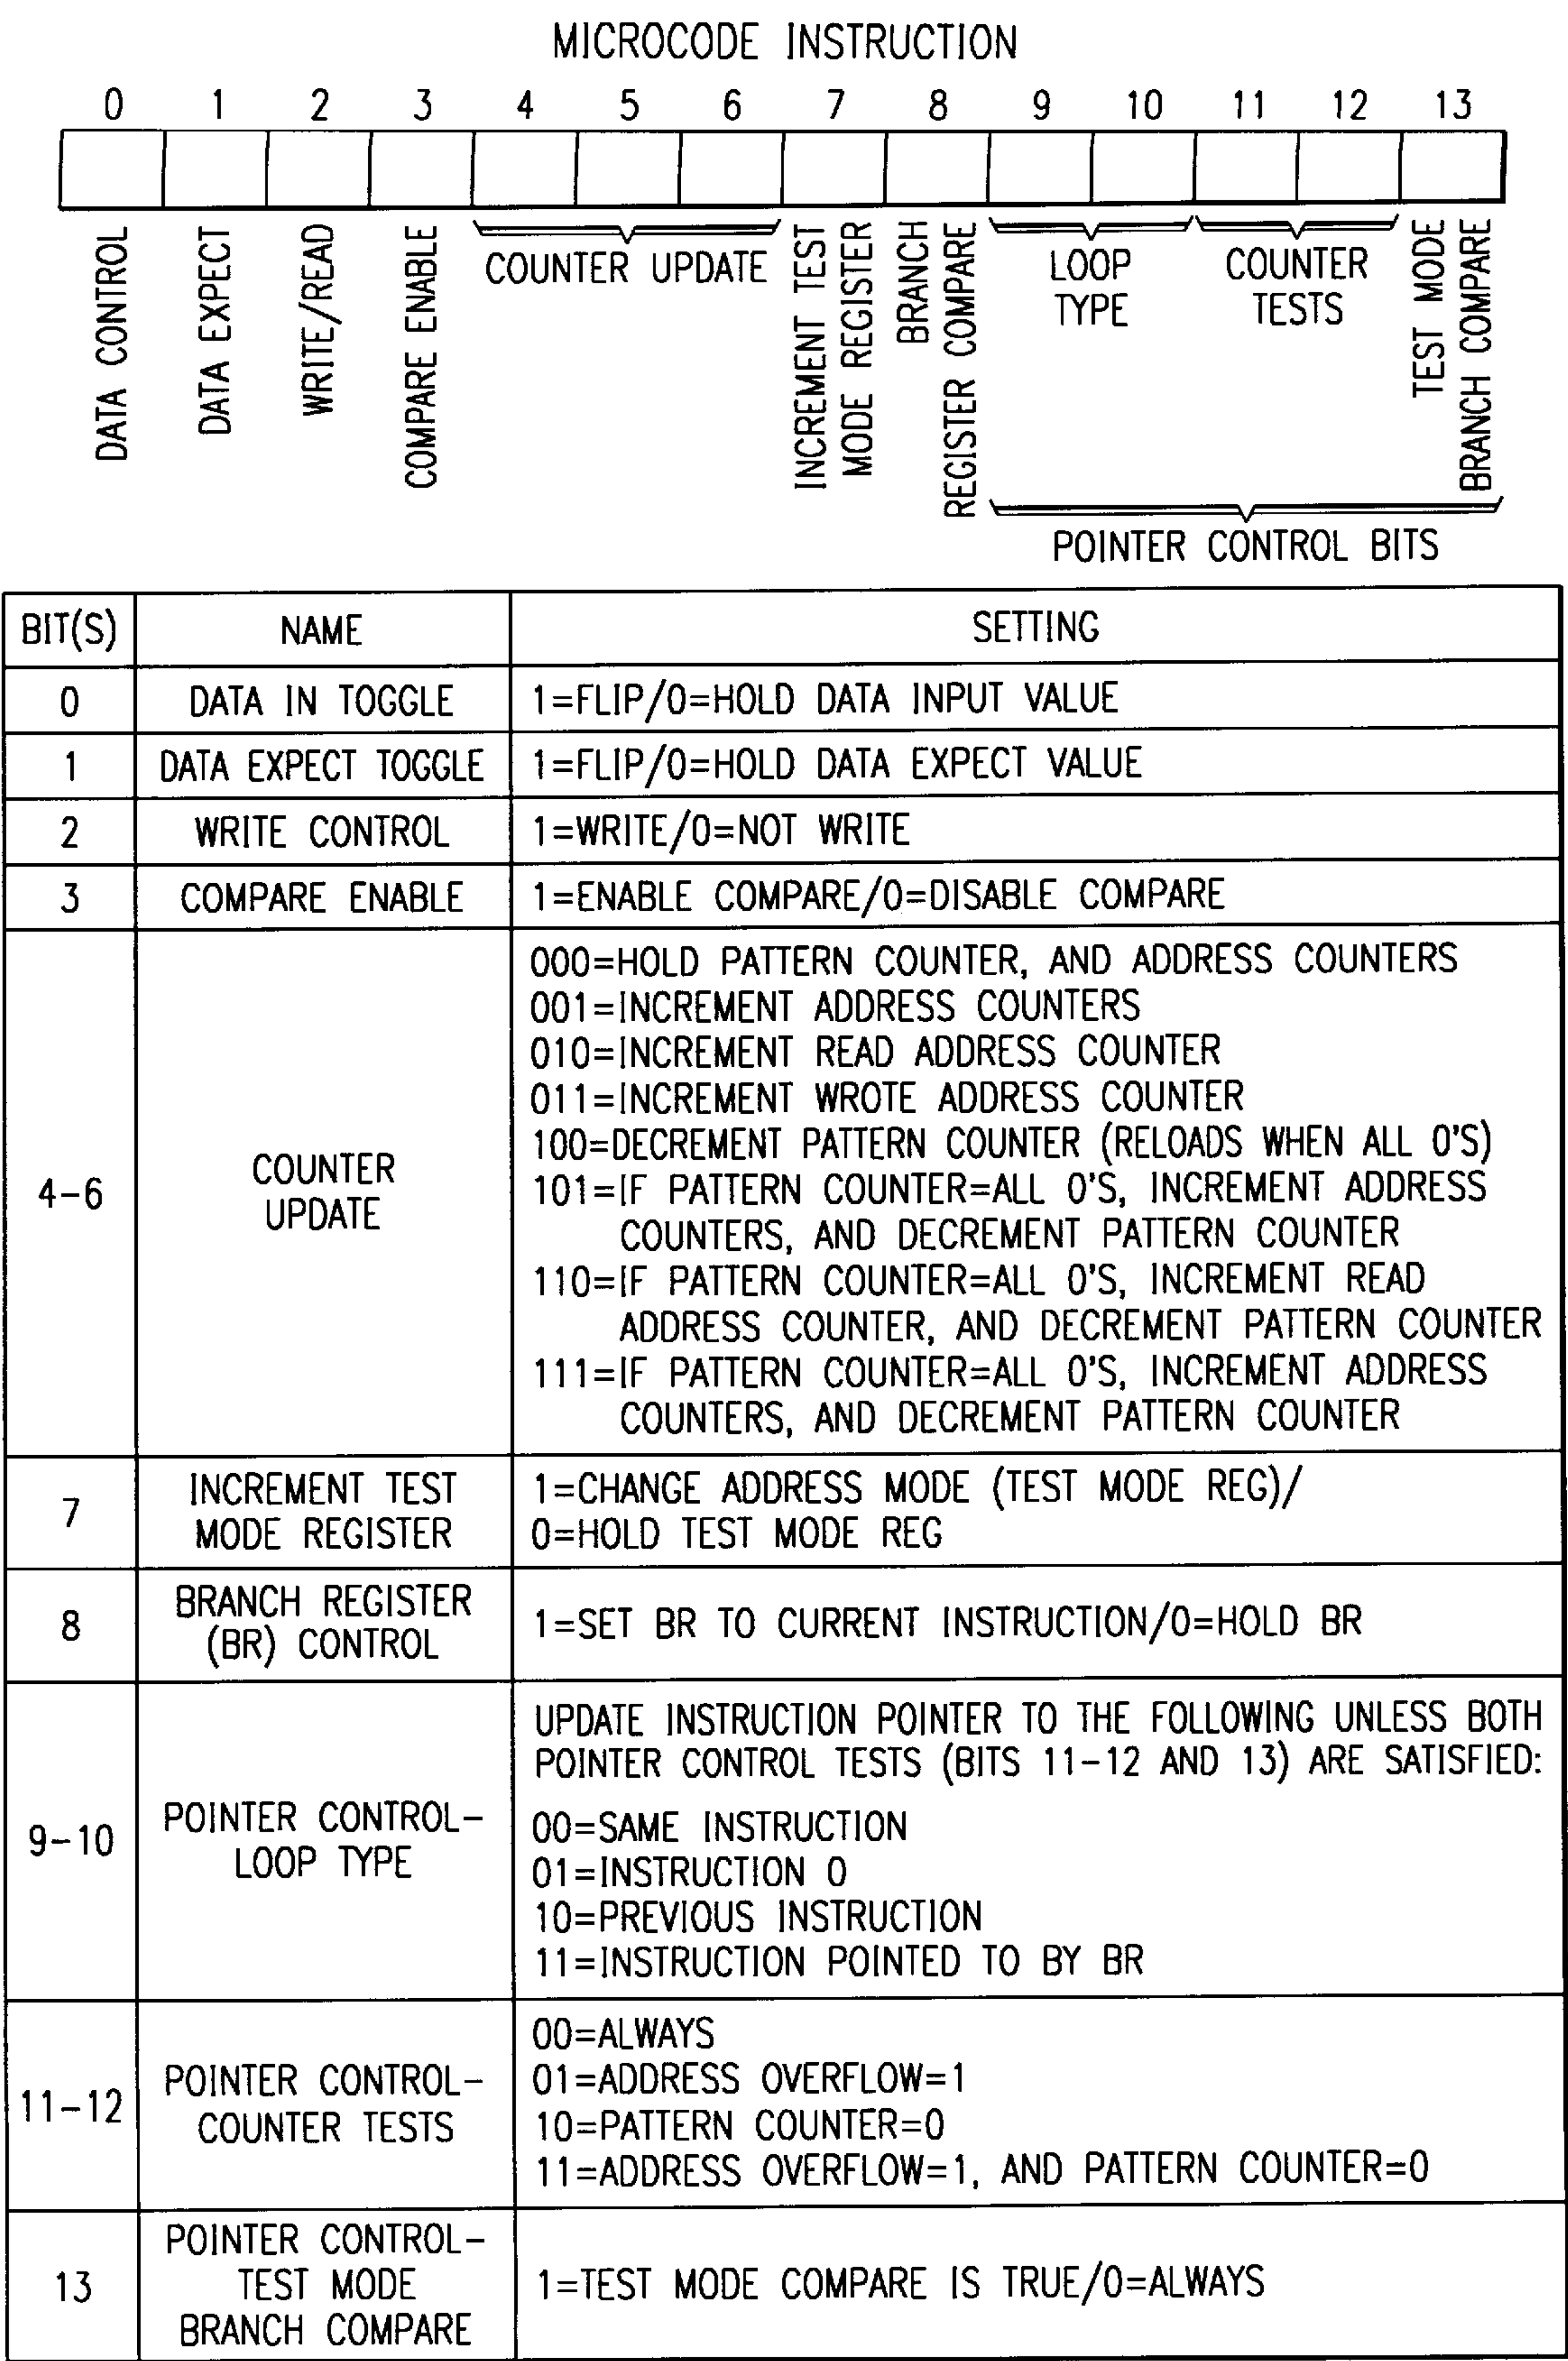 MICROCODE INSTRUCTION
0 1 2 3 4 5 6 7 8 9 10 11 12 13
DATA CONTROL
DATA EXPECT
WRITE/READ
COMPARE ENABLE
COUNTER UPDATE
INCREMENT TEST
MODE REGISTER
BRANCH
REGISTER COMPARE
LOOP
TYPE
COUNTER
TESTS
TEST MODE
BRANCH COMPARE
POINTER CONTROL BITS
BIT(S) NAME SETTING
0 DATA IN TOGGLE 1=FLIP/0=HOLD DATA INPUT VALUE
1 DATA EXPECT TOGGLE 1=FLIP/0=HOLD DATA EXPECT VALUE
2 WRITE CONTROL 1=WRITE/0=NOT WRITE
3 COMPARE ENABLE 1=ENABLE COMPARE/0=DISABLE COMPARE
4-6
COUNTER
UPDATE
000=HOLD PATTERN COUNTER, AND ADDRESS COUNTERS
001=INCREMENT ADDRESS COUNTERS
010=INCREMENT READ ADDRESS COUNTER
011=INCREMENT WROTE ADDRESS COUNTER
100=DECREMENT PATTERN COUNTER (RELOADS WHEN ALL 0'S)
101=IF PATTERN COUNTER=ALL 0'S, INCREMENT ADDRESS
COUNTERS, AND DECREMENT PATTERN COUNTER
110=IF PATTERN COUNTER=ALL 0'S, INCREMENT READ
ADDRESS COUNTER, AND DECREMENT PATTERN COUNTER
111=IF PATTERN COUNTER=ALL 0'S, INCREMENT ADDRESS
COUNTERS, AND DECREMENT PATTERN COUNTER
7
INCREMENT TEST
MODE REGISTER
1=CHANGE ADDRESS MODE (TEST MODE REG)/
0=HOLD TEST MODE REG
8
BRANCH REGISTER
(BR) CONTROL
1=SET BR TO CURRENT INSTRUCTION/0=HOLD BR
9-10
POINTER CONTROL-
LOOP TYPE
UPDATE INSTRUCTION POINTER TO THE FOLLOWING UNLESS BOTH
POINTER CONTROL TESTS (BITS 11-12 AND 13) ARE SATISFIED:
00=SAME INSTRUCTION
01=INSTRUCTION 0
10=PREVIOUS INSTRUCTION
11=INSTRUCTION POINTED TO BY BR
11-12
POINTER CONTROL-
COUNTER TESTS
00=ALWAYS
01=ADDRESS OVERFLOW=1
10=PATTERN COUNTER=0
11=ADDRESS OVERFLOW=1, AND PATTERN COUNTER=0
13
POINTER CONTROL-
TEST MODE
BRANCH COMPARE
1=TEST MODE COMPARE IS TRUE/0=ALWAYS